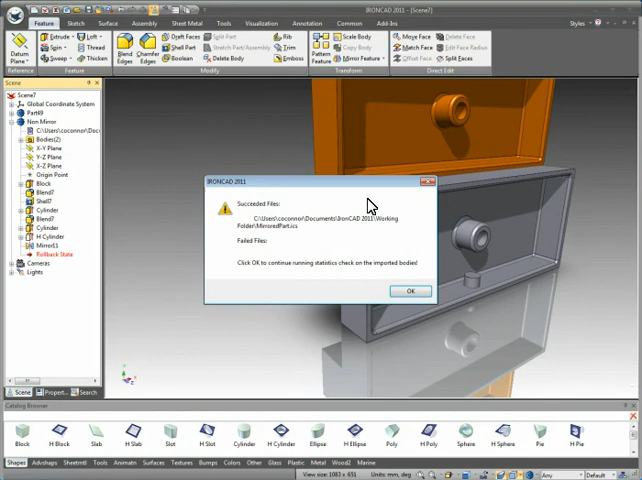 IRONCAD 2011 - [Scene7]
Feature
Sketch
Surface
Assembly
Sheet Metal
Tools
Visualization
Annotation
Common
Add-Ins
Styles
Datum
Plane
Extrude
Spin
Sweep
Loft
Thread
Thicken
Blend
Edges
Chamfer
Edges
Draft Faces
Shell Part
Boolean
Split Part
Stretch Part/Assembly
Delete Body
Rib
Trim
Emboss
Pattern
Feature
Scale Body
Copy Body
Mirror Feature
Move Face
Match Face
Offset Face
Delete Face
Edit Face Radius
Split Faces
Reference
Feature
Modify
Transform
Direct Edit
Scene
Scene7
Global Coordinate System
Part49
Non Mirror
C:\Users\coconnor\Docu
Bodies(2)
X-Y Plane
Y-Z Plane
X-Z Plane
Origin Point
Block
Blend7
Shell7
Cylinder
Blend7
Cylinder
H Cylinder
Mirror11
Rollback State
Cameras
Lights
IRONCAD 2011
Succeeded Files:
C:\Users\coconnor\Documents\IronCAD 2011\Working
Folder\MirroredPart.ics
Failed Files:
Click OK to continue running statistics check on the imported bodies!
OK
Scene
Propert...
Search
Catalog Browser
Block
H Block
Slab
H Slab
Slot
H Slot
Cylinder
H Cylinder
Ellipse
H Ellipse
Poly
H Poly
Sphere
H Sphere
Pie
H Pie
Shapes
Advshaps
Sheetmtl
Tools
Animatn
Surfaces
Textures
Bumps
Colors
Other
Glass
Plastic
Metal
Wood2
Marine
View size: 1083 x 651
Units: mm, deg
Any
Default